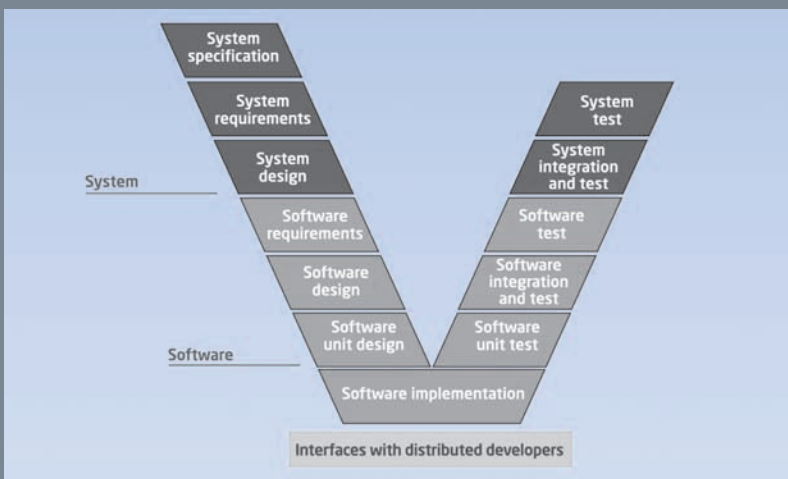 System
specification
System
requirements
System
test
System
design
System
integration
and test
System
Software
requirements
Software
test
Software
design
Software
integration
and test
Software
unit design
Software
unit test
Software
Software implementation
Interfaces with distributed developers